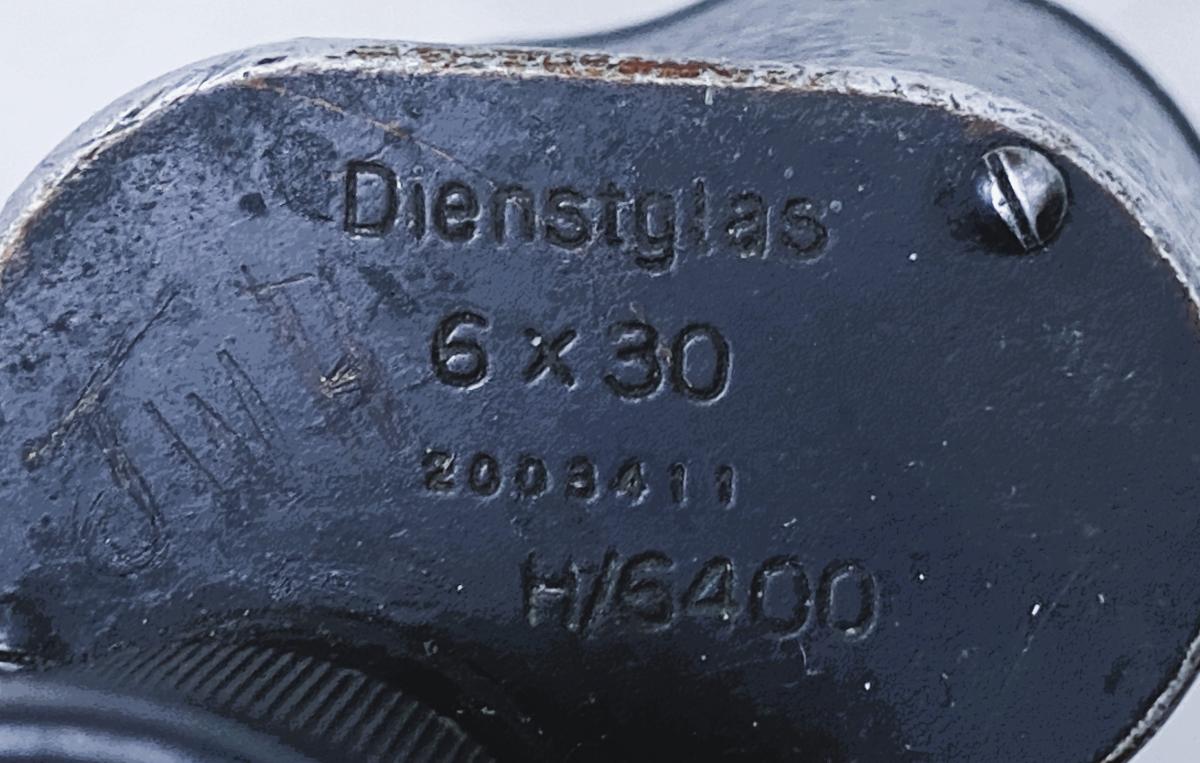 Dienstglas
6 x 30
2003411
H/6400